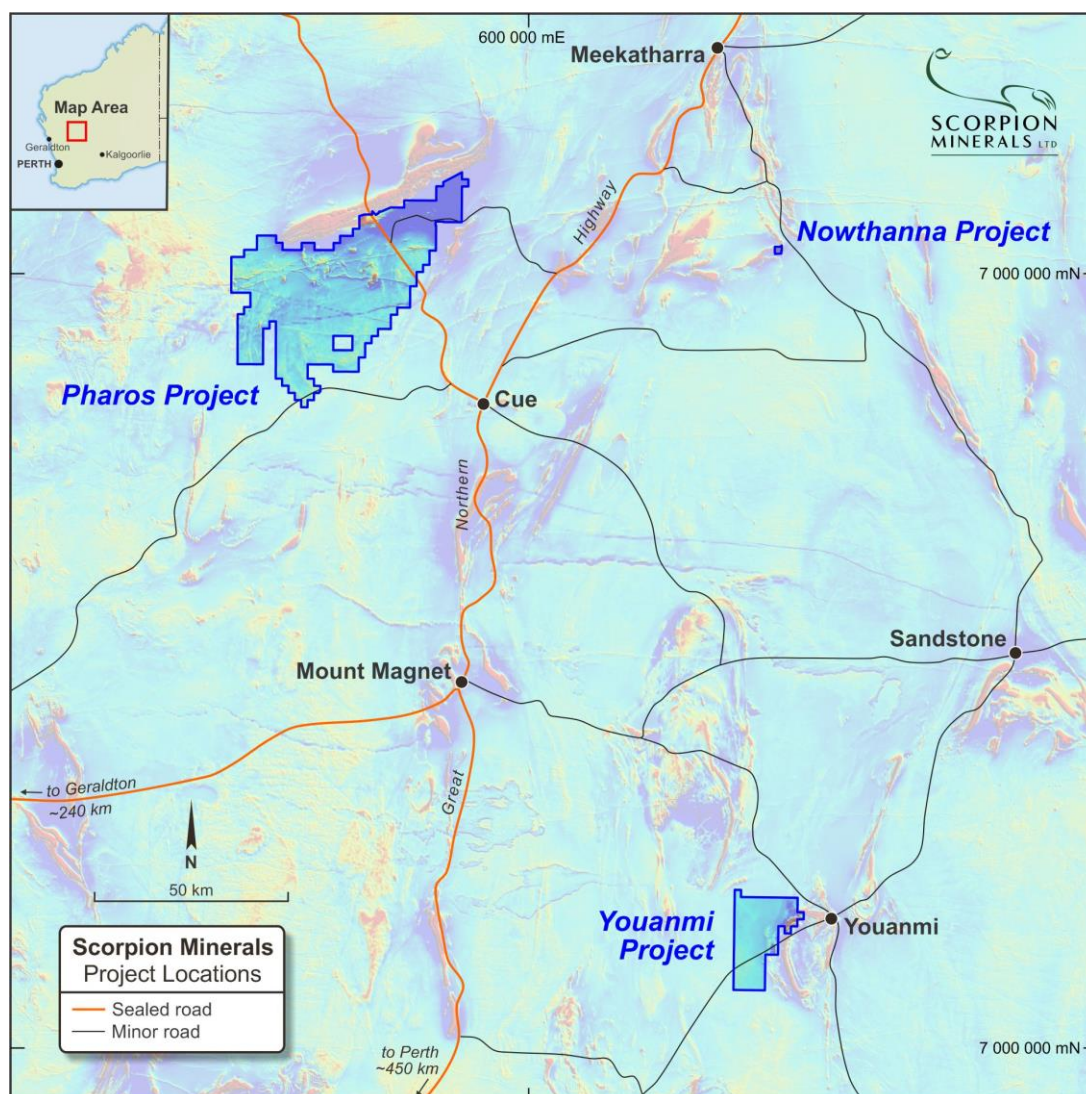 600 000 mE
Meekatharra
Map Area
Geraldton
Kalgoorlie
PERTH
SCORPION
MINERALS LTD
Highway
Nowthanna Project
7 000 000 mN
Pharos Project
Cue
Northern
Sandstone
Mount Magnet
Great
to Geraldton
~240 km
N
50 km
Youanmi
Project
Youanmi
Scorpion Minerals
Project Locations
Sealed road
Minor road
to Perth
~450 km
7 000 000 mN